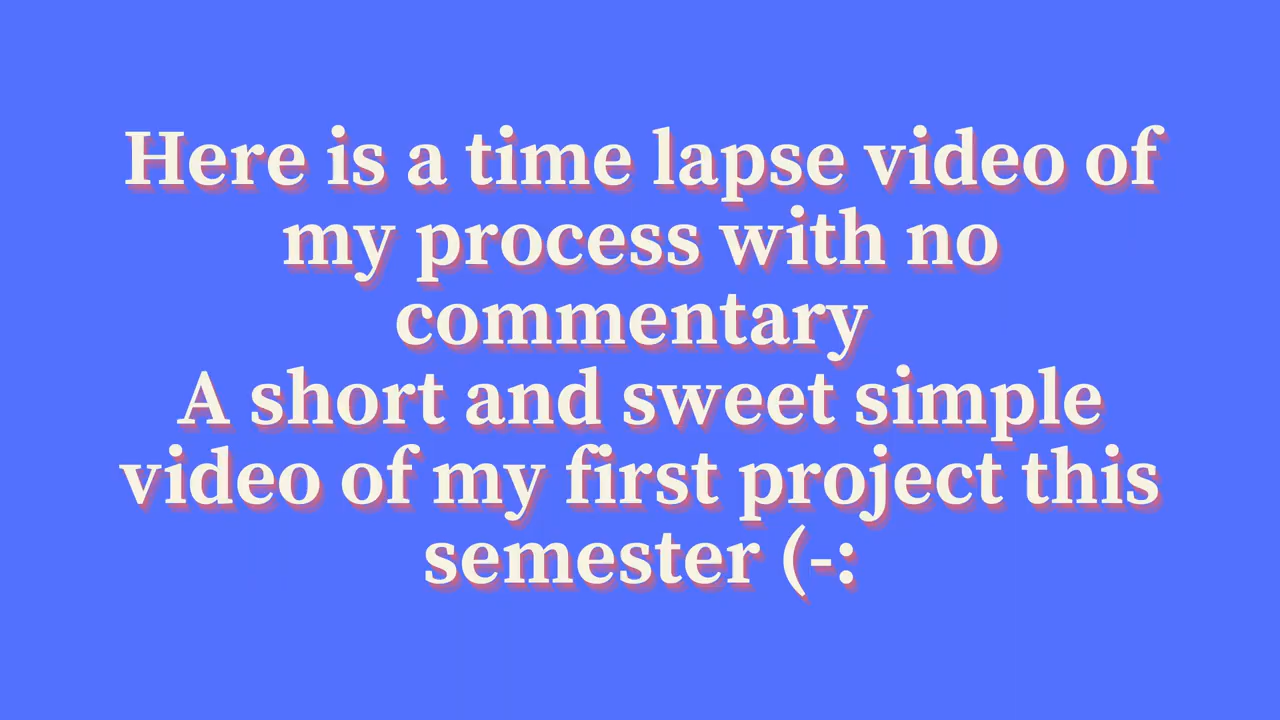 Here is a time lapse video of
my process with no
commentary
A short and sweet simple
video of my first project this
semester (-: